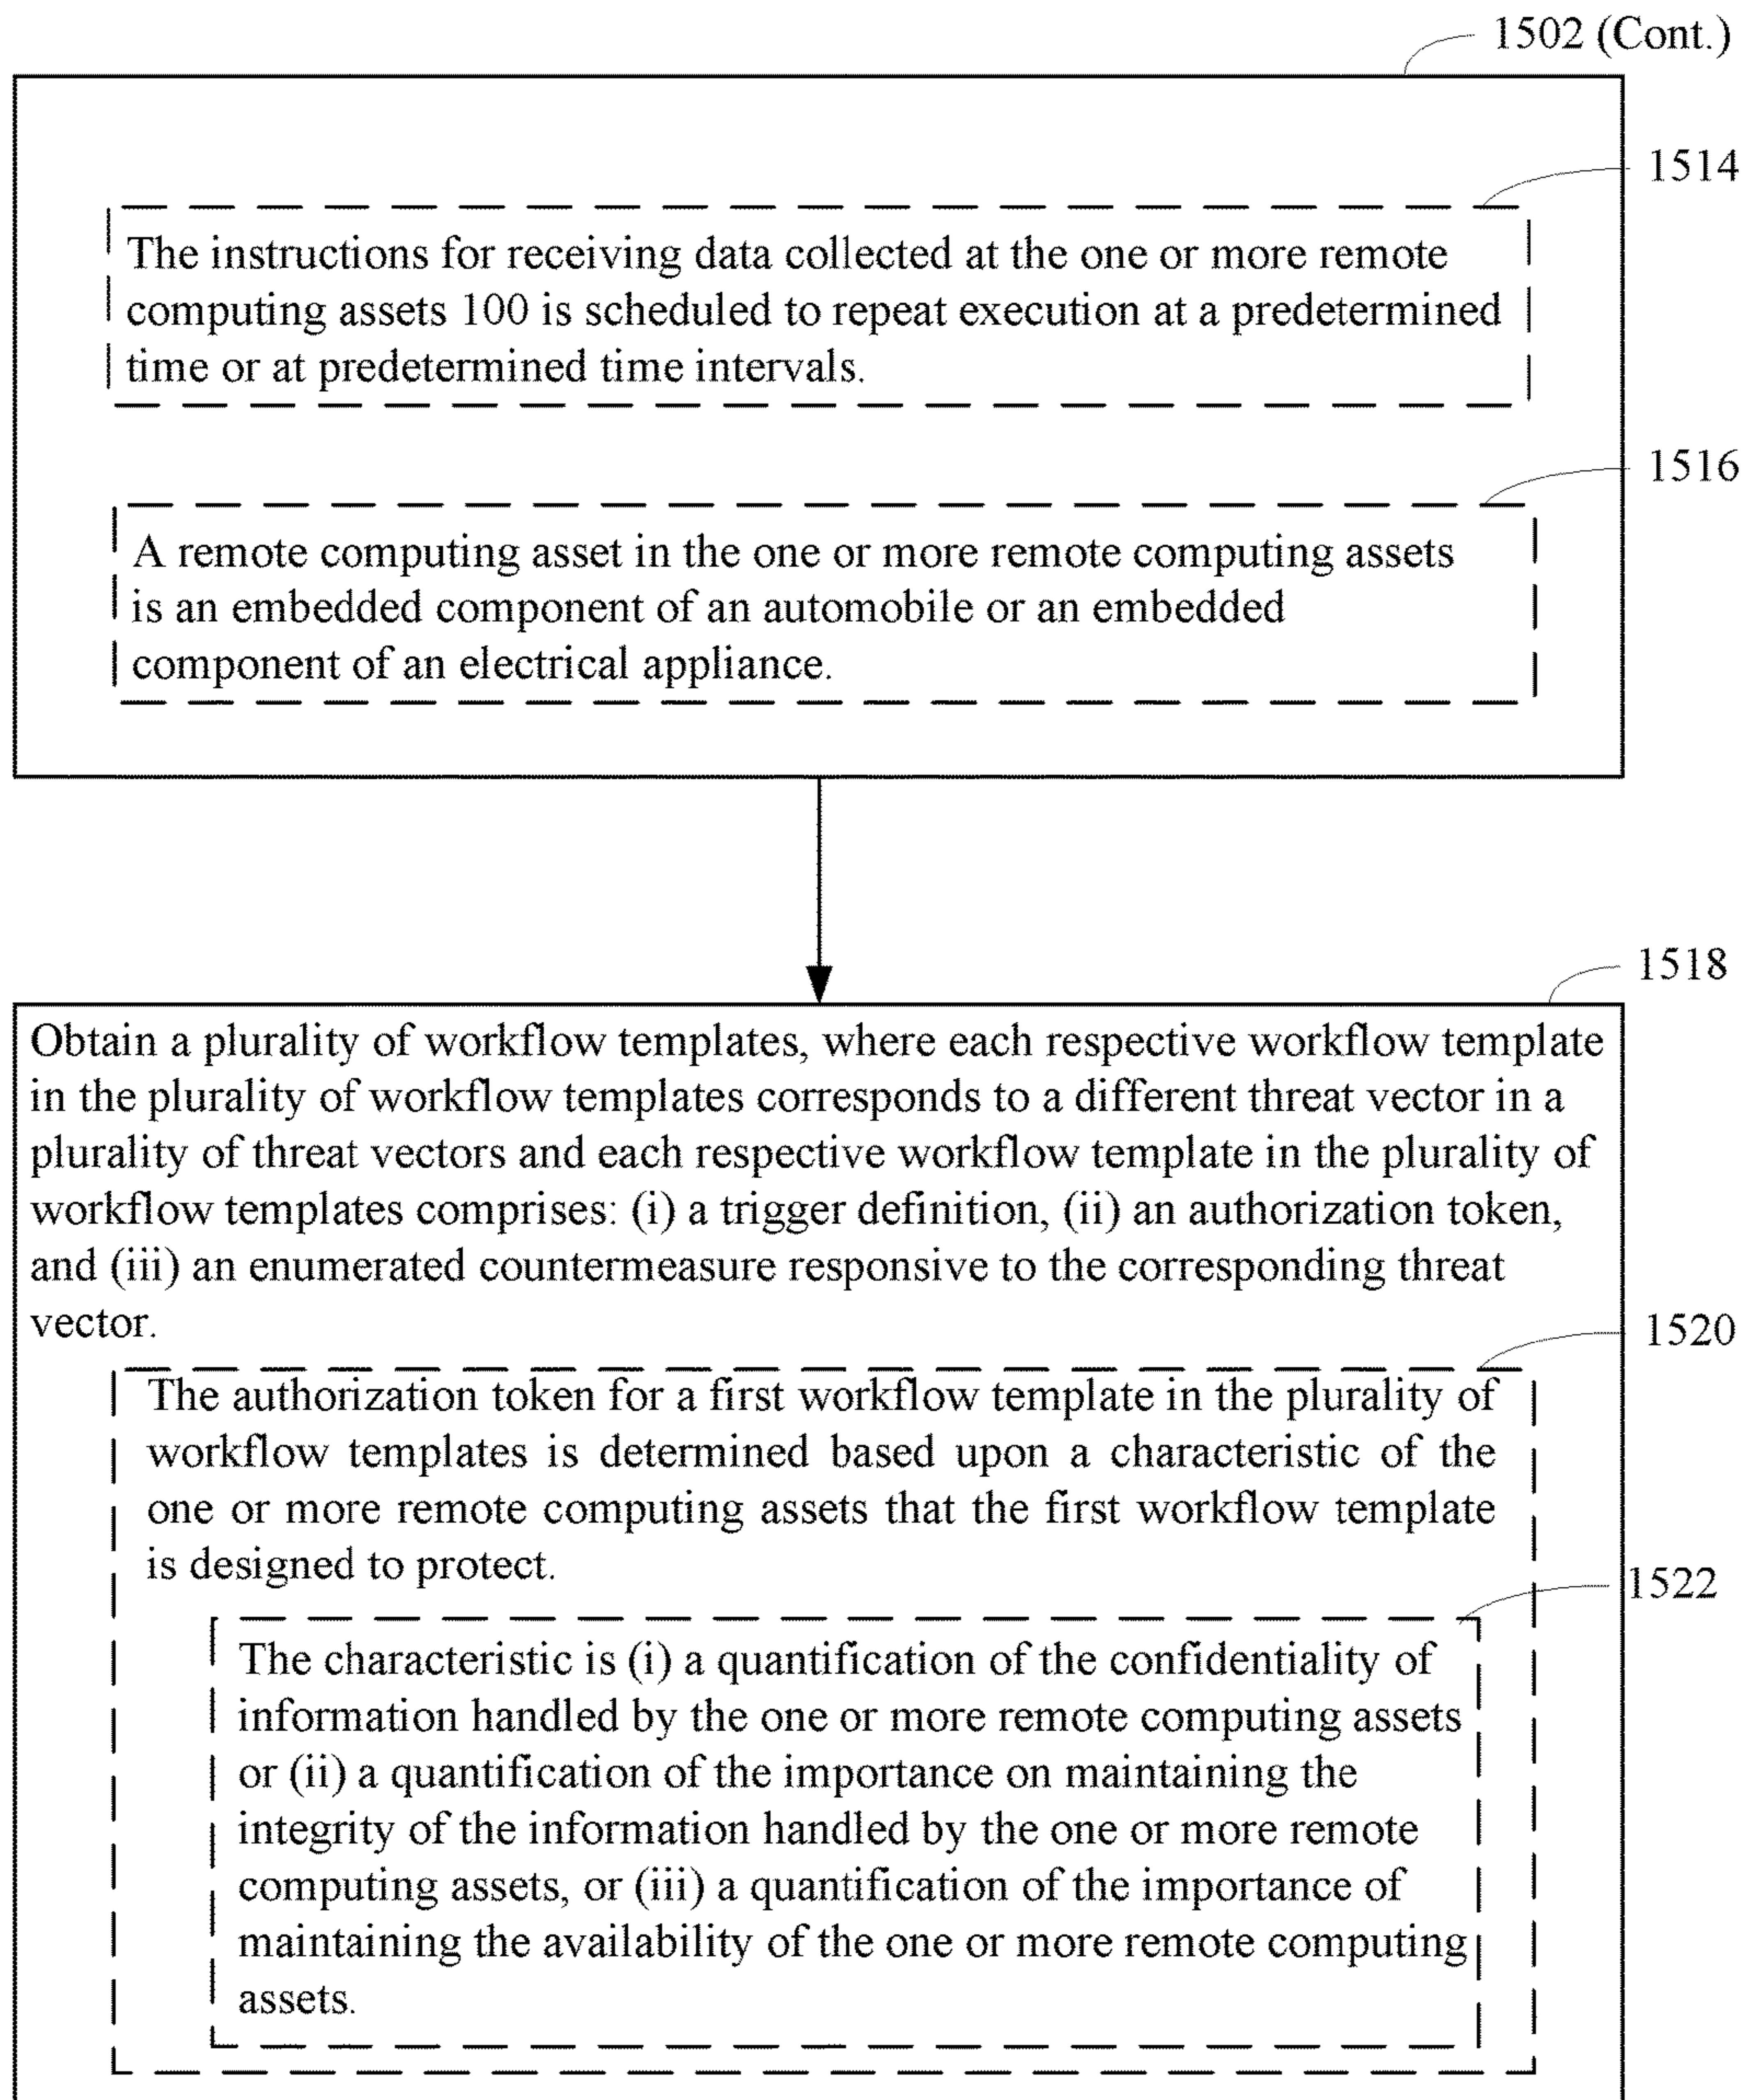 1502 (Cont.)
1514
The instructions for receiving data collected at the one or more remote
computing assets 100 is scheduled to repeat execution at a predetermined
time or at predetermined time intervals.
1516
A remote computing asset in the one or more remote computing assets
is an embedded component of an automobile or an embedded
component of an electrical appliance.
1518
Obtain a plurality of workflow templates, where each respective workflow template
in the plurality of workflow templates corresponds to a different threat vector in a
plurality of threat vectors and each respective workflow template in the plurality of
workflow templates comprises: (i) a trigger definition, (ii) an authorization token,
and (iii) an enumerated countermeasure responsive to the corresponding threat
vector.
1520
The authorization token for a first workflow template in the plurality of
workflow templates is determined based upon a characteristic of the
one or more remote computing assets that the first workflow template
is designed to protect.
1522
The characteristic is (i) a quantification of the confidentiality of
information handled by the one or more remote computing assets
or (ii) a quantification of the importance on maintaining the
integrity of the information handled by the one or more remote
computing assets, or (iii) a quantification of the importance of
maintaining the availability of the one or more remote computing
assets.